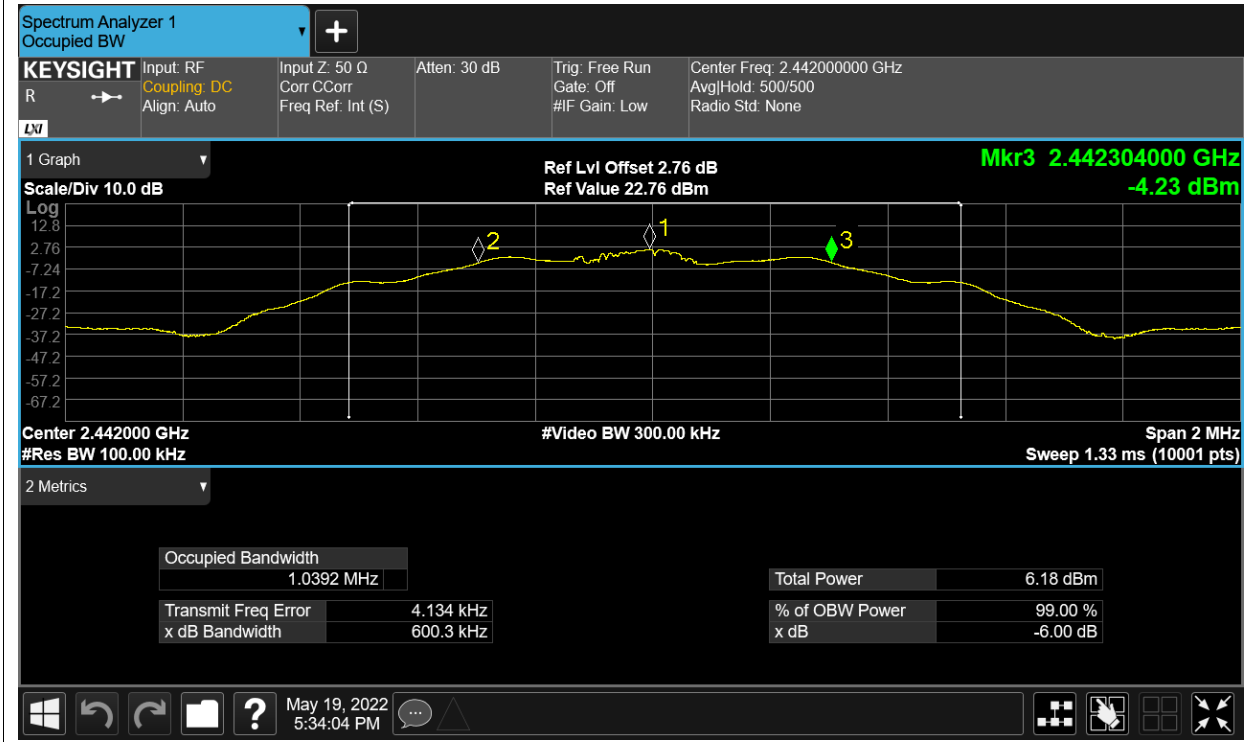 Spectrum Analyzer 1
Occupied BW
+
KEYSIGHT Input: RF Input Z: 50 Ω Atten: 30 dB Trig: Free Run Center Freq: 2.442000000 GHz
R Coupling: DC Corr CCorr Gate: Off Avg|Hold: 500/500
Align: Auto Freq Ref: Int (S) #IF Gain: Low Radio Std: None
LXI
1 Graph Ref Lvl Offset 2.76 dB Mkr3 2.442304000 GHz
Scale/Div 10.0 dB Ref Value 22.76 dBm -4.23 dBm
Log
12.8
2.76
-7.24
-17.2
-27.2
-37.2
-47.2
-57.2
-67.2
2 1 3
Center 2.442000 GHz #Video BW 300.00 kHz Span 2 MHz
#Res BW 100.00 kHz Sweep 1.33 ms (10001 pts)
2 Metrics
Occupied Bandwidth
1.0392 MHz Total Power 6.18 dBm
Transmit Freq Error 4.134 kHz % of OBW Power 99.00 %
x dB Bandwidth 600.3 kHz x dB -6.00 dB
? May 19, 2022
5:34:04 PM